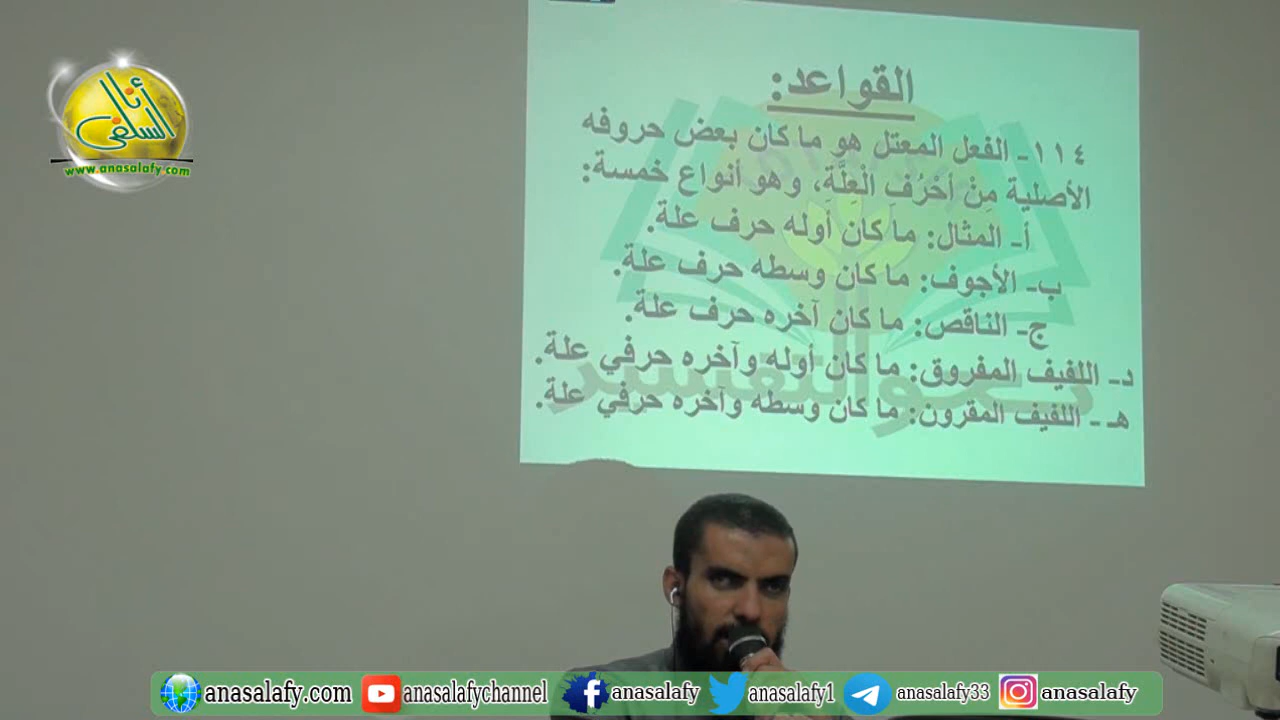 القواعد:
١١٤- الفعل المعتل هو ما كان بعض حروفه
الأصلية مِنْ أَحْرُفِ الْعِلَّةِ، وهو أنواع خمسة:
أ- المثال: ما كان أوله حرف علة.
ب- الأجوف: ما كان وسطه حرف علة.
ج- الناقص: ما كان آخره حرف علة.
د- اللفيف المفروق: ما كان أوله وآخره حرفي علة.
هـ - اللفيف المقرون: ما كان وسطه وآخره حرفي علة.
أنا
السلفى
www.anasalafy.com
anasalafy.com anasalafychannel anasalafy anasalafy1 anasalafy33 anasalafy